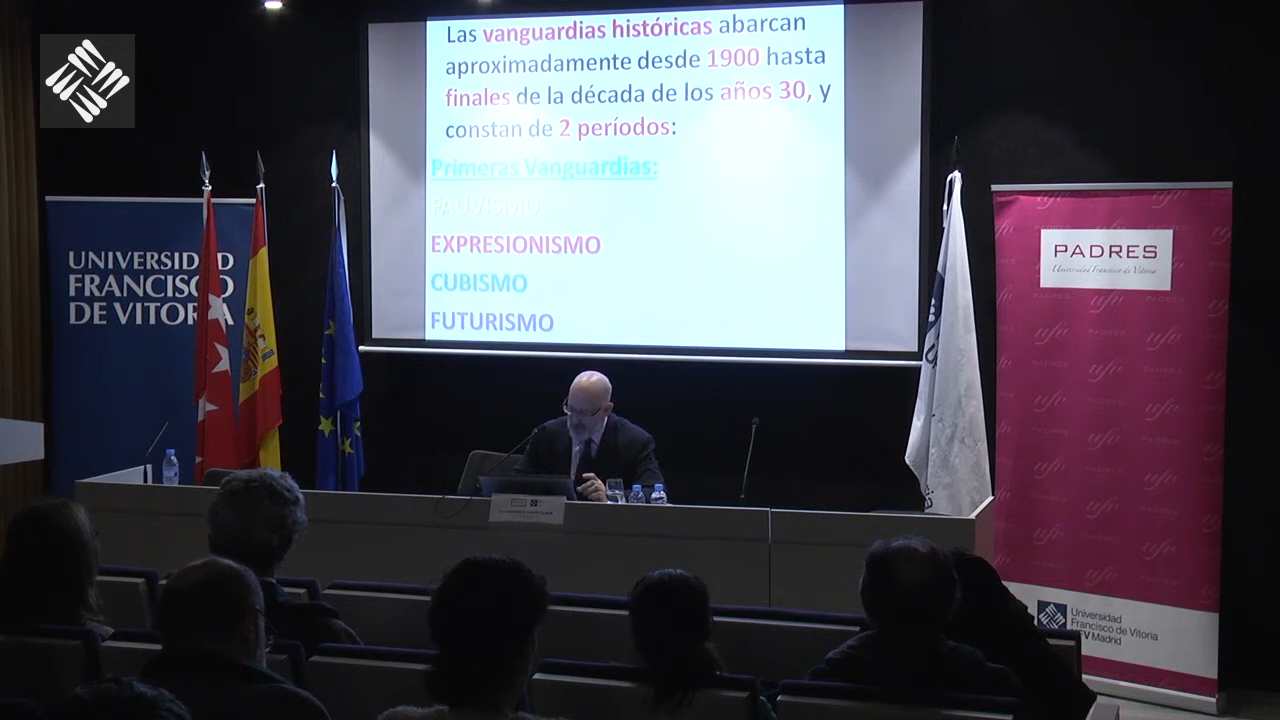 Las vanguardias históricas abarcan
aproximadamente desde 1900 hasta
finales de la década de los años 30, y
constan de 2 períodos:
Primeras Vanguardias:
FAUVISMO
EXPRESIONISMO
CUBISMO
FUTURISMO
UNIVERSIDAD
FRANCISCO
DE VITORIA
PADRES
Universidad Francisco de Vitoria
ufv
PADRES
Universidad
Francisco de Vitoria
UFV Madrid